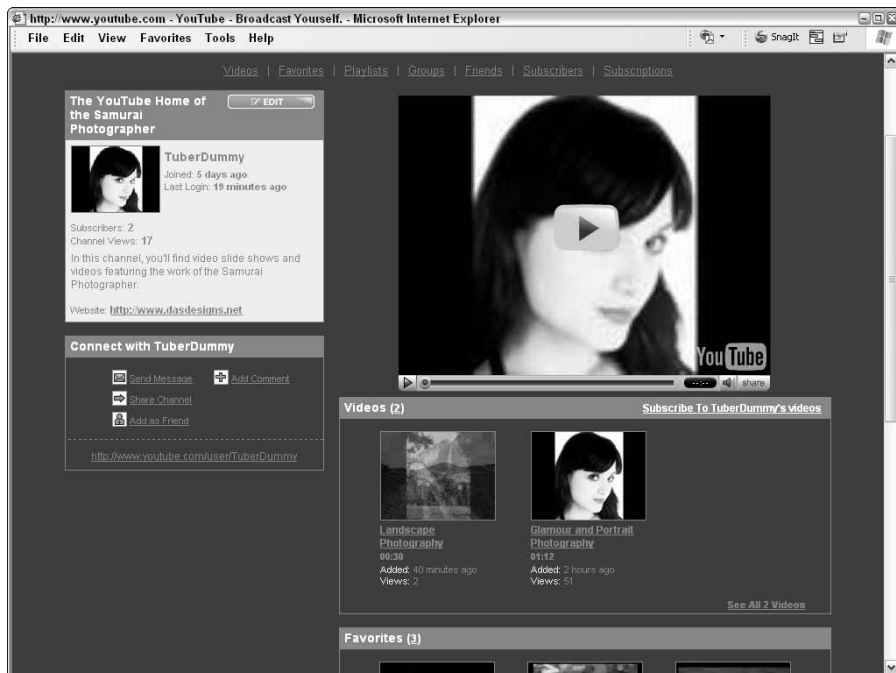 http://www.youtube.com - YouTube - Broadcast Yourself. - Microsoft Internet Explorer
File Edit View Favorites Tools Help
SnagIt
Videos | Favorites | Playlists | Groups | Friends | Subscribers | Subscriptions
The YouTube Home of
the Samurai
Photographer
EDIT
TuberDummy
Joined: 5 days ago
Last Login: 19 minutes ago
Subscribers: 2
Channel Views: 17
In this channel, you'll find video slide shows and
videos featuring the work of the Samurai
Photographer.
Website: http://www.dasdesigns.net
Connect with TuberDummy
Send Message Add Comment
Share Channel
Add as Friend
http://www.youtube.com/user/TuberDummy
YouTube
--:-- share
Videos (2) Subscribe To TuberDummy's videos
Landscape
Photography
00:30
Added: 40 minutes ago
Views: 2
Glamour and Portrait
Photography
01:12
Added: 2 hours ago
Views: 51
See All 2 Videos
Favorites (3)